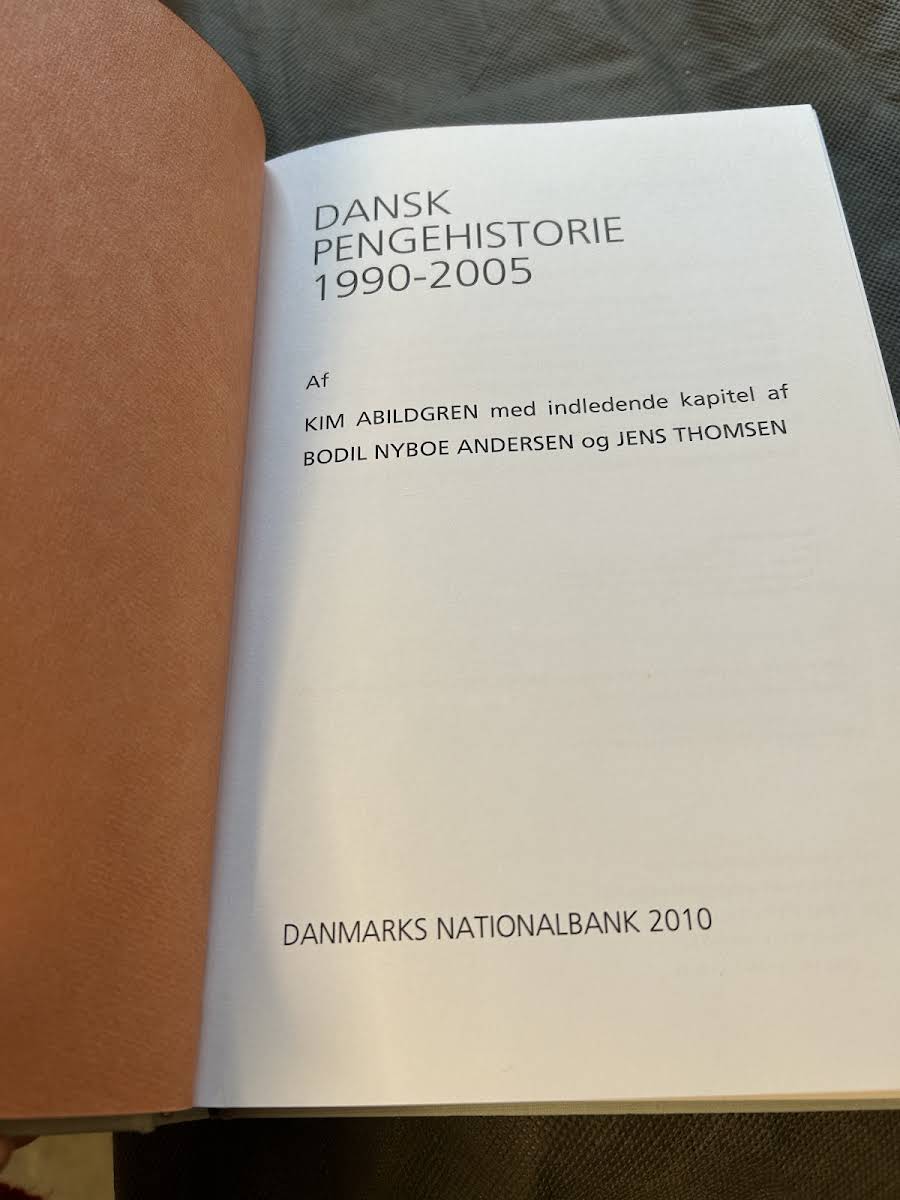 DANSK
PENGEHISTORIE
1990-2005
Af
KIM ABILDGREN med indledende kapitel af
BODIL NYBOE ANDERSEN og JENS THOMSEN
DANMARKS NATIONALBANK 2010